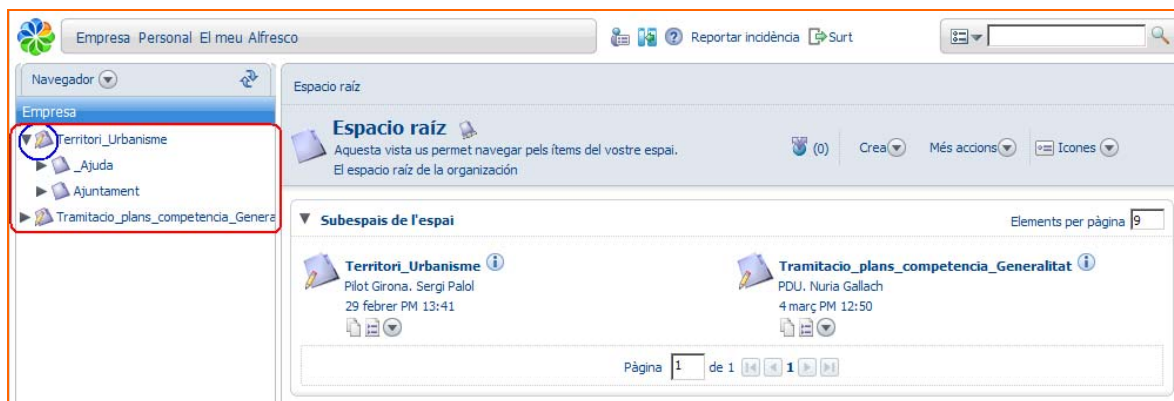 Empresa Personal El meu Alfresco
Reportar incidència Surt
Navegador
Empresa
Territori_Urbanisme
_Ajuda
Ajuntament
Tramitacio_plans_competencia_Genera
Espacio raíz
Espacio raíz
Aquesta vista us permet navegar pels ítems del vostre espai.
El espacio raíz de la organización
(0) Crea Més accions Icones
Subespais de l'espai
Elements per pàgina 9
Territori_Urbanisme
Pilot Girona. Sergi Palol
29 febrer PM 13:41
Tramitacio_plans_competencia_Generalitat
PDU. Nuria Gallach
4 març PM 12:50
Pàgina 1 de 1 1